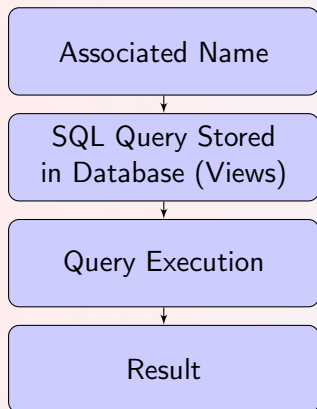 Associated Name
SQL Query Stored
in Database (Views)
Query Execution
Result